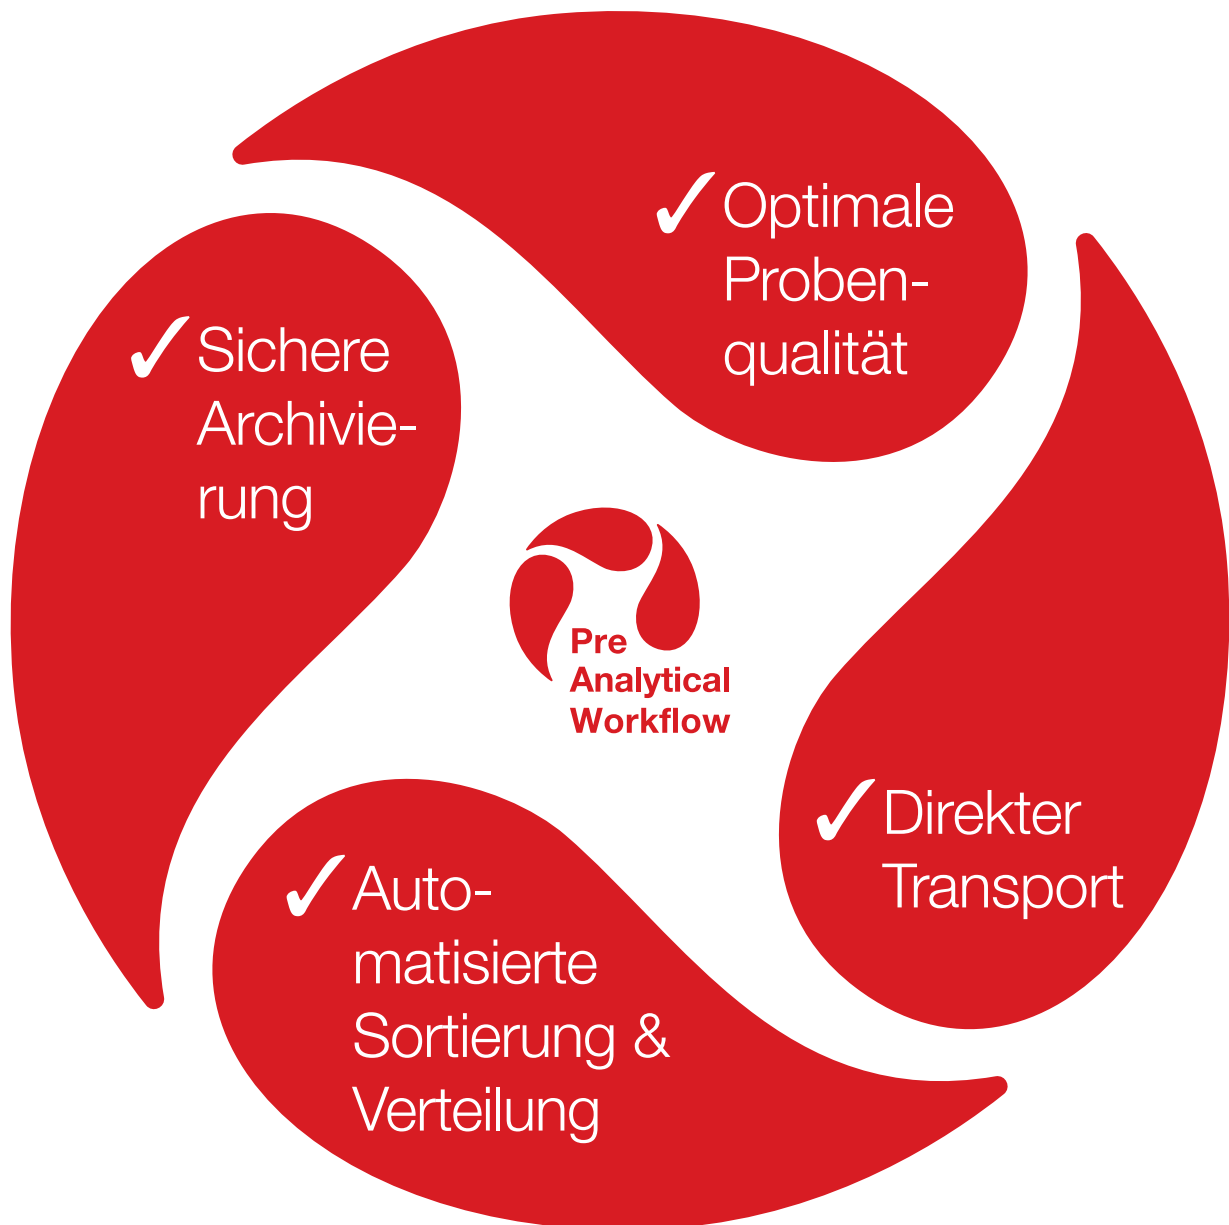 ✓ Optimale
Proben-
qualität
✓ Sichere
Archivie-
rung
Pre
Analytical
Workflow
✓ Direkter
Transport
✓ Auto-
matisierte
Sortierung &
Verteilung